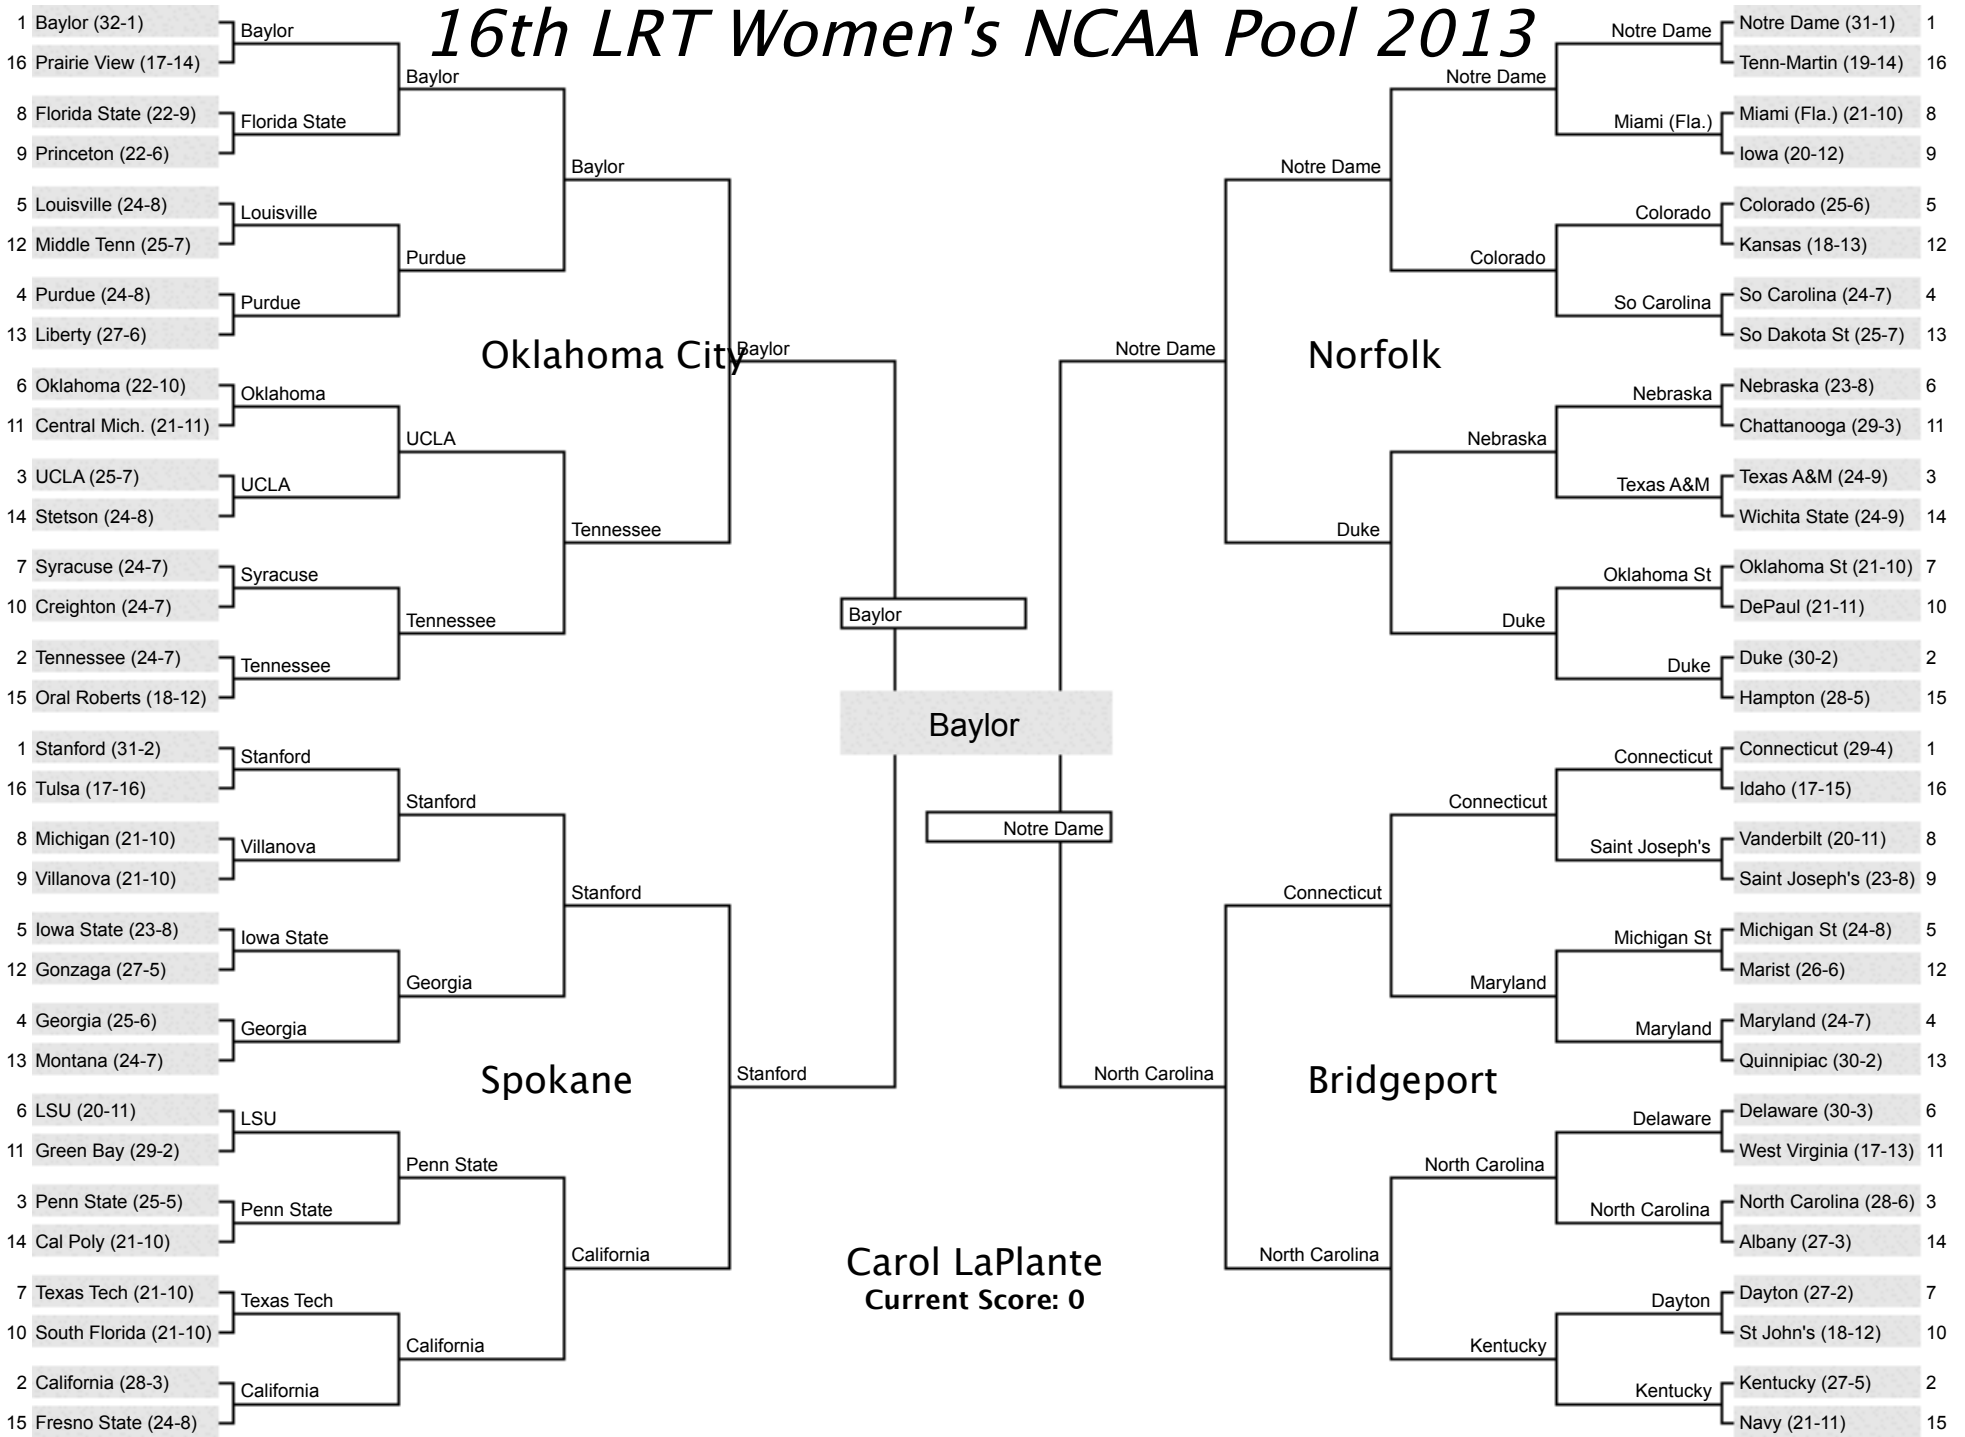 16th LRT Women's NCAA Pool 2013
1 Baylor (32-1)
16 Prairie View (17-14)
8 Florida State (22-9)
9 Princeton (22-6)
5 Louisville (24-8)
12 Middle Tenn (25-7)
4 Purdue (24-8)
13 Liberty (27-6)
6 Oklahoma (22-10)
11 Central Mich. (21-11)
3 UCLA (25-7)
14 Stetson (24-8)
7 Syracuse (24-7)
10 Creighton (24-7)
2 Tennessee (24-7)
15 Oral Roberts (18-12)
Baylor
Florida State
Louisville
Purdue
Oklahoma
UCLA
Syracuse
Tennessee
Baylor
Purdue
UCLA
Tennessee
Baylor
Tennessee
Oklahoma City
Baylor
1 Stanford (31-2)
16 Tulsa (17-16)
8 Michigan (21-10)
9 Villanova (21-10)
5 Iowa State (23-8)
12 Gonzaga (27-5)
4 Georgia (25-6)
13 Montana (24-7)
6 LSU (20-11)
11 Green Bay (29-2)
3 Penn State (25-5)
14 Cal Poly (21-10)
7 Texas Tech (21-10)
10 South Florida (21-10)
2 California (28-3)
15 Fresno State (24-8)
Stanford
Villanova
Iowa State
Georgia
LSU
Penn State
Texas Tech
California
Stanford
Georgia
Penn State
California
Stanford
California
Spokane
Stanford
Baylor
Baylor
Notre Dame
Notre Dame (31-1) 1
Tenn-Martin (19-14) 16
Miami (Fla.) (21-10) 8
Iowa (20-12) 9
Colorado (25-6) 5
Kansas (18-13) 12
So Carolina (24-7) 4
So Dakota St (25-7) 13
Nebraska (23-8) 6
Chattanooga (29-3) 11
Texas A&M (24-9) 3
Wichita State (24-9) 14
Oklahoma St (21-10) 7
DePaul (21-11) 10
Duke (30-2) 2
Hampton (28-5) 15
Notre Dame
Miami (Fla.)
Colorado
So Carolina
Nebraska
Texas A&M
Oklahoma St
Duke
Notre Dame
Colorado
Nebraska
Duke
Notre Dame
Duke
Norfolk
Notre Dame
Connecticut (29-4) 1
Idaho (17-15) 16
Vanderbilt (20-11) 8
Saint Joseph's (23-8) 9
Michigan St (24-8) 5
Marist (26-6) 12
Maryland (24-7) 4
Quinnipiac (30-2) 13
Delaware (30-3) 6
West Virginia (17-13) 11
North Carolina (28-6) 3
Albany (27-3) 14
Dayton (27-2) 7
St John's (18-12) 10
Kentucky (27-5) 2
Navy (21-11) 15
Connecticut
Saint Joseph's
Michigan St
Maryland
Delaware
North Carolina
Dayton
Kentucky
Connecticut
Maryland
North Carolina
Kentucky
Connecticut
North Carolina
Bridgeport
North Carolina
Carol LaPlante
Current Score: 0